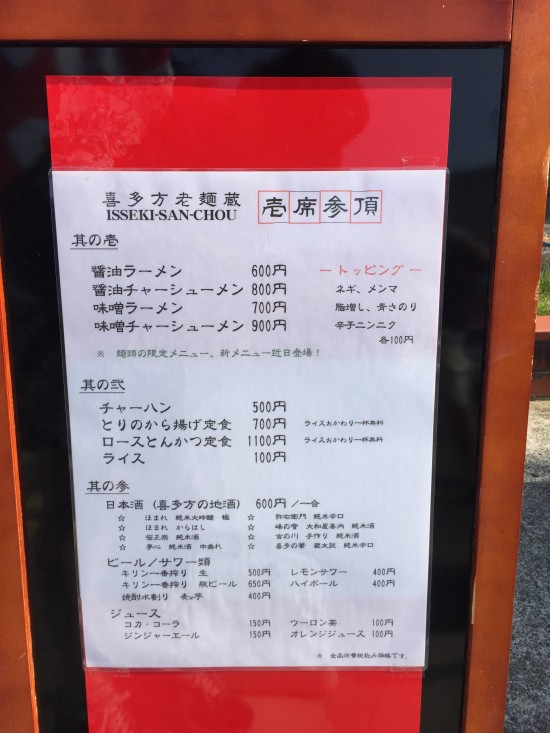 喜多方老麺蔵 壱席参頂
ISSEKI-SAN-CHOU
其の壱
醤油ラーメン 600円
醤油チャーシューメン 800円
味噌ラーメン 700円
味噌チャーシューメン 900円
ートッピングー
ネギ、メンマ
脂増し、青さのり
辛子ニンニク
各100円
※ 麺類の限定メニュー、新メニュー近日登場!
其の弐
チャーハン 500円
とりのから揚げ定食 700円 ライスおかわり一杯無料
ロースとんかつ定食 1100円 ライスおかわり一杯無料
ライス 100円
其の参
日本酒(喜多方の地酒) 600円 /一合
☆ ほまれ 純米大吟醸 極 ☆ 弥右衛門 純米辛口
☆ ほまれ からはし ☆ 峰の雪 大和屋善内 純米酒
☆ 笹正宗 純米酒 ☆ 吉の川 手作り 純米酒
☆ 夢心 純米酒 中垂れ ☆ 喜多の華 蔵太鼓 純米辛口
ビール/サワー類
キリン一番搾り 生 500円 レモンサワー 400円
キリン一番搾り 瓶ビール 650円 ハイボール 400円
焼酎水割り 麦or芋 400円
ジュース
コカ・コーラ 150円 ウーロン茶 100円
ジンジャーエール 150円 オレンジジュース 100円
※ 全品消費税込み価格です。